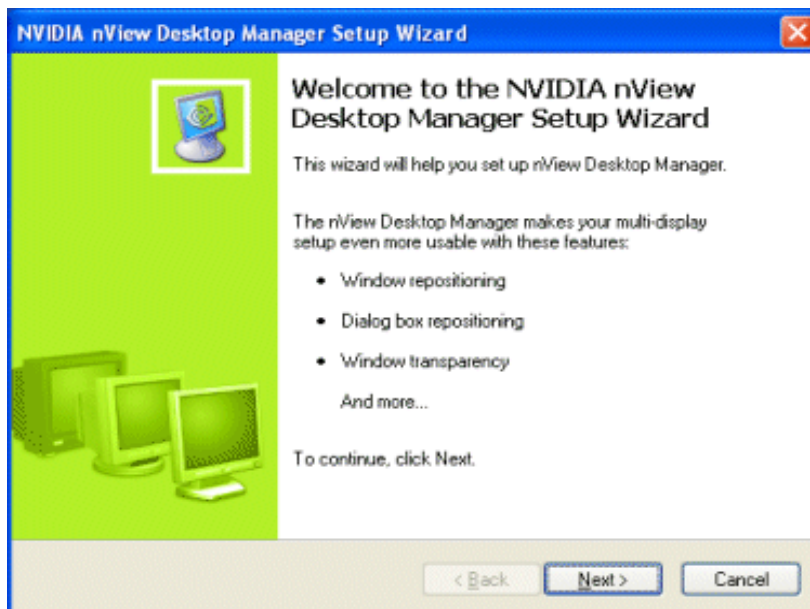 NVIDIA nView Desktop Manager Setup Wizard
Welcome to the NVIDIA nView
Desktop Manager Setup Wizard
This wizard will help you set up nView Desktop Manager.
The nView Desktop Manager makes your multi-display
setup even more usable with these features:
• Window repositioning
• Dialog box repositioning
• Window transparency
And more...
To continue, click Next.
< Back Next > Cancel